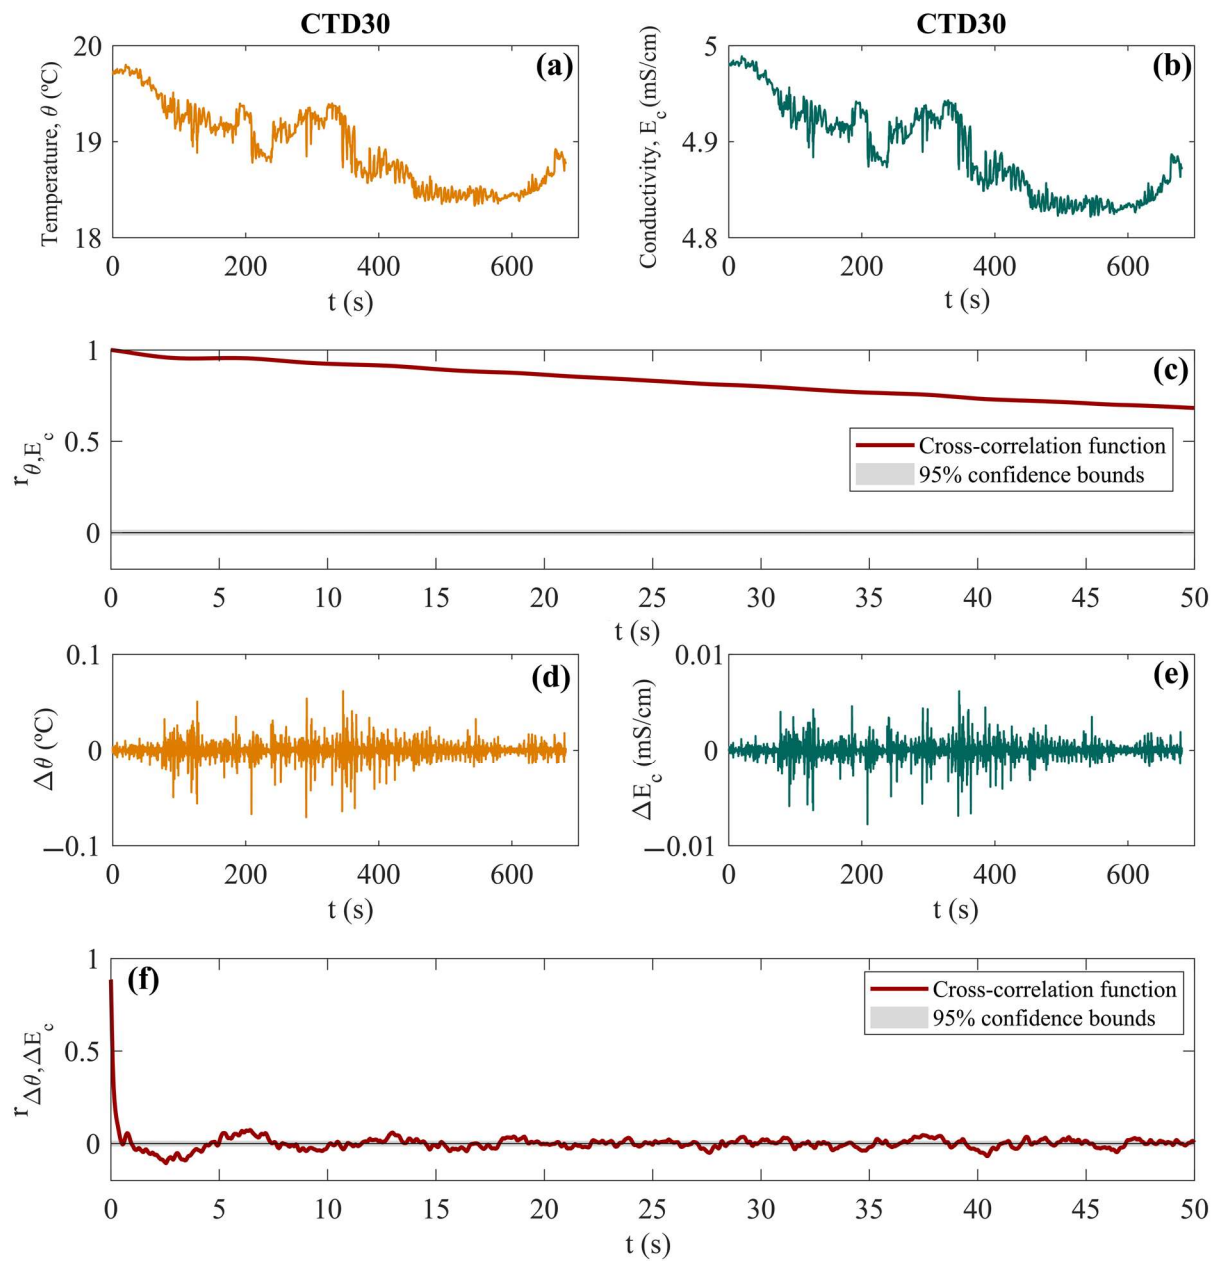 CTD30
CTD30
(a)
(b)
20
19
18
Temperature, θ (ºC)
0 200 400 600
t (s)
5
4.9
4.8
Conductivity, E_c (mS/cm)
0 200 400 600
t (s)
(c)
1
0.5
0
r_θ,E_c
Cross-correlation function
95% confidence bounds
0 5 10 15 20 25 30 35 40 45 50
t (s)
(d)
(e)
0.1
0
−0.1
Δθ (ºC)
0 200 400 600
t (s)
0.01
0
−0.01
ΔE_c (mS/cm)
0 200 400 600
t (s)
(f)
1
0.5
0
r_Δθ,ΔE_c
Cross-correlation function
95% confidence bounds
0 5 10 15 20 25 30 35 40 45 50
t (s)